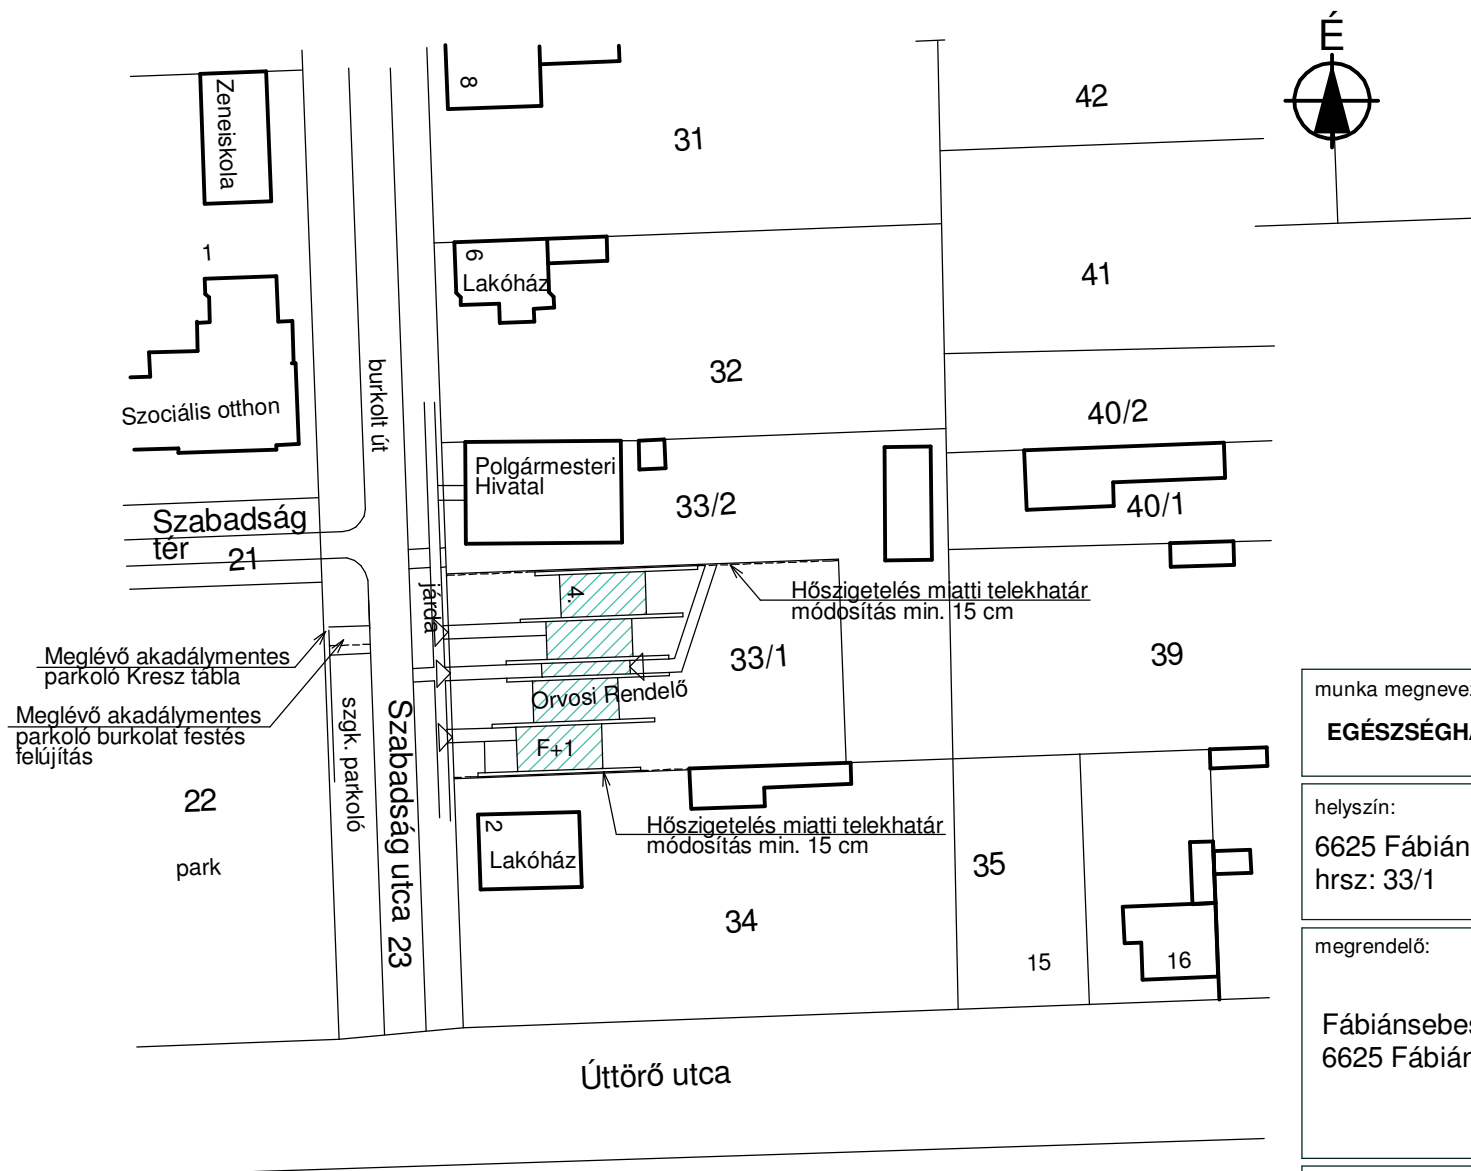 É
42
8
Zeneiskola
31
1
6
Lakóház
41
burkolt út
32
Szociális otthon
40/2
Polgármesteri
Hivatal
33/2
40/1
Szabadság
tér
21
járda
4.
Hőszigetelés miatti telekhatár
módosítás min. 15 cm
Meglévő akadálymentes
parkoló Kresz tábla
33/1
39
Orvosi Rendelő
munka megnevez
Meglévő akadálymentes
parkoló burkolat festés
felújítás
szgk. parkoló
Szabadság utca 23
F+1
EGÉSZSÉGHÁ
22
park
2
Lakóház
Hőszigetelés miatti telekhatár
módosítás min. 15 cm
helyszín:
6625 Fábián
hrsz: 33/1
35
34
15
16
megrendelő:
Fábiánsebes
6625 Fábián
Úttörő utca